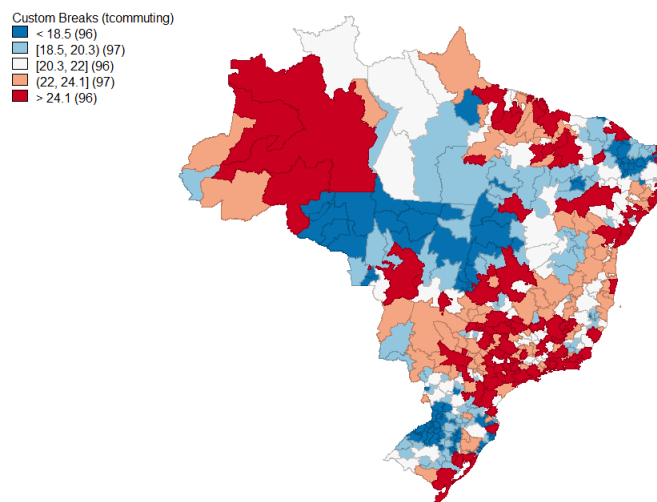 Custom Breaks (tcommuting)
< 18.5 (96)
[18.5, 20.3) (97)
[20.3, 22] (96)
(22, 24.1] (97)
> 24.1 (96)